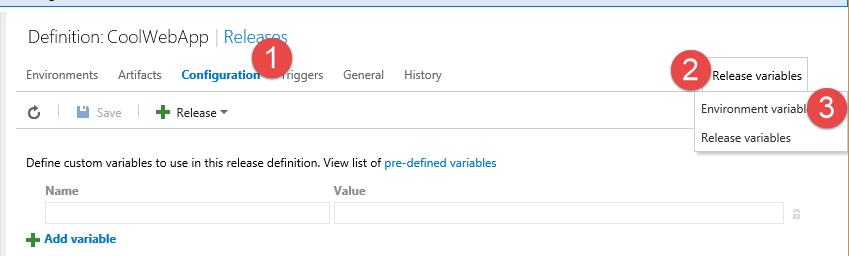 Definition: CoolWebApp | Releases
1
Environments Artifacts Configuration Triggers General History
2 Release variables
Save Release
Environment variabl 3
Release variables
Define custom variables to use in this release definition. View list of pre-defined variables
Name Value
Add variable